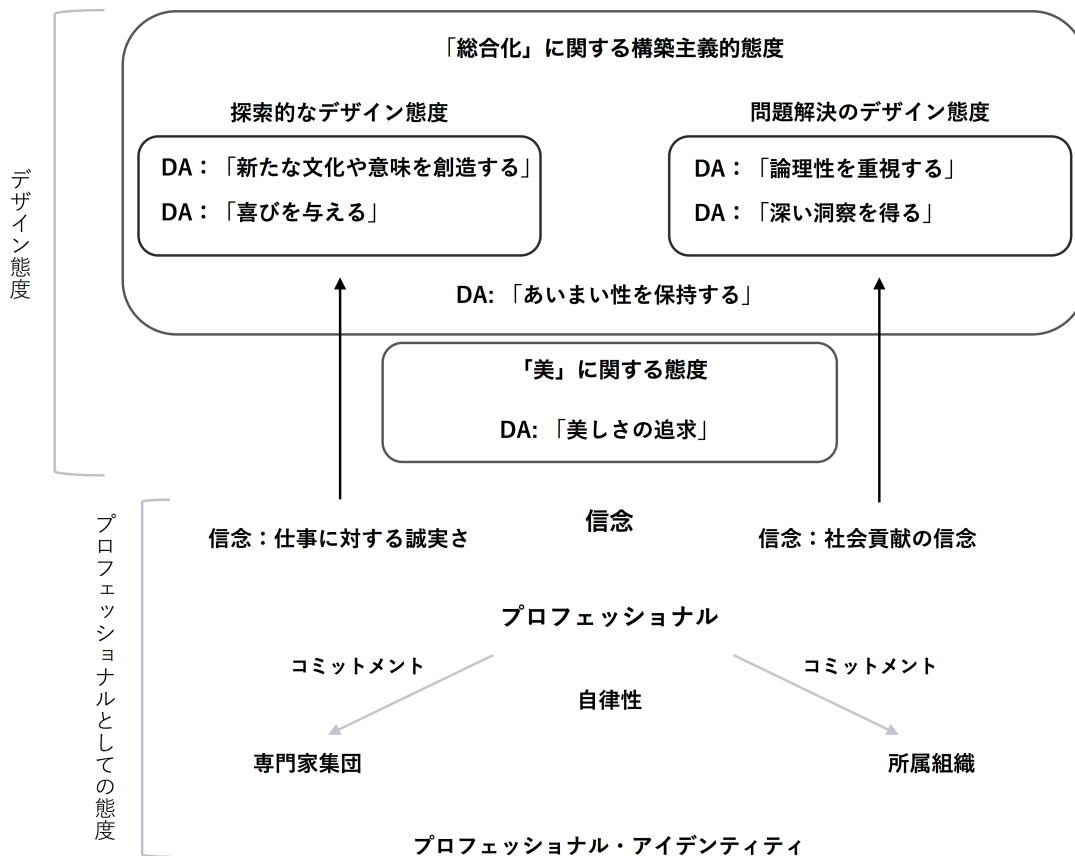 「総合化」に関する構築主義的態度
探索的なデザイン態度
問題解決のデザイン態度
DA：「新たな文化や意味を創造する」
DA：「喜びを与える」
DA：「論理性を重視する」
DA：「深い洞察を得る」
DA: 「あいまい性を保持する」
「美」に関する態度
DA: 「美しさの追求」
デザイン態度
信念
信念：仕事に対する誠実さ
信念：社会貢献の信念
プロフェッショナル
コミットメント
コミットメント
自律性
専門家集団
所属組織
プロフェッショナル・アイデンティティ
プロフェッショナルとしての態度